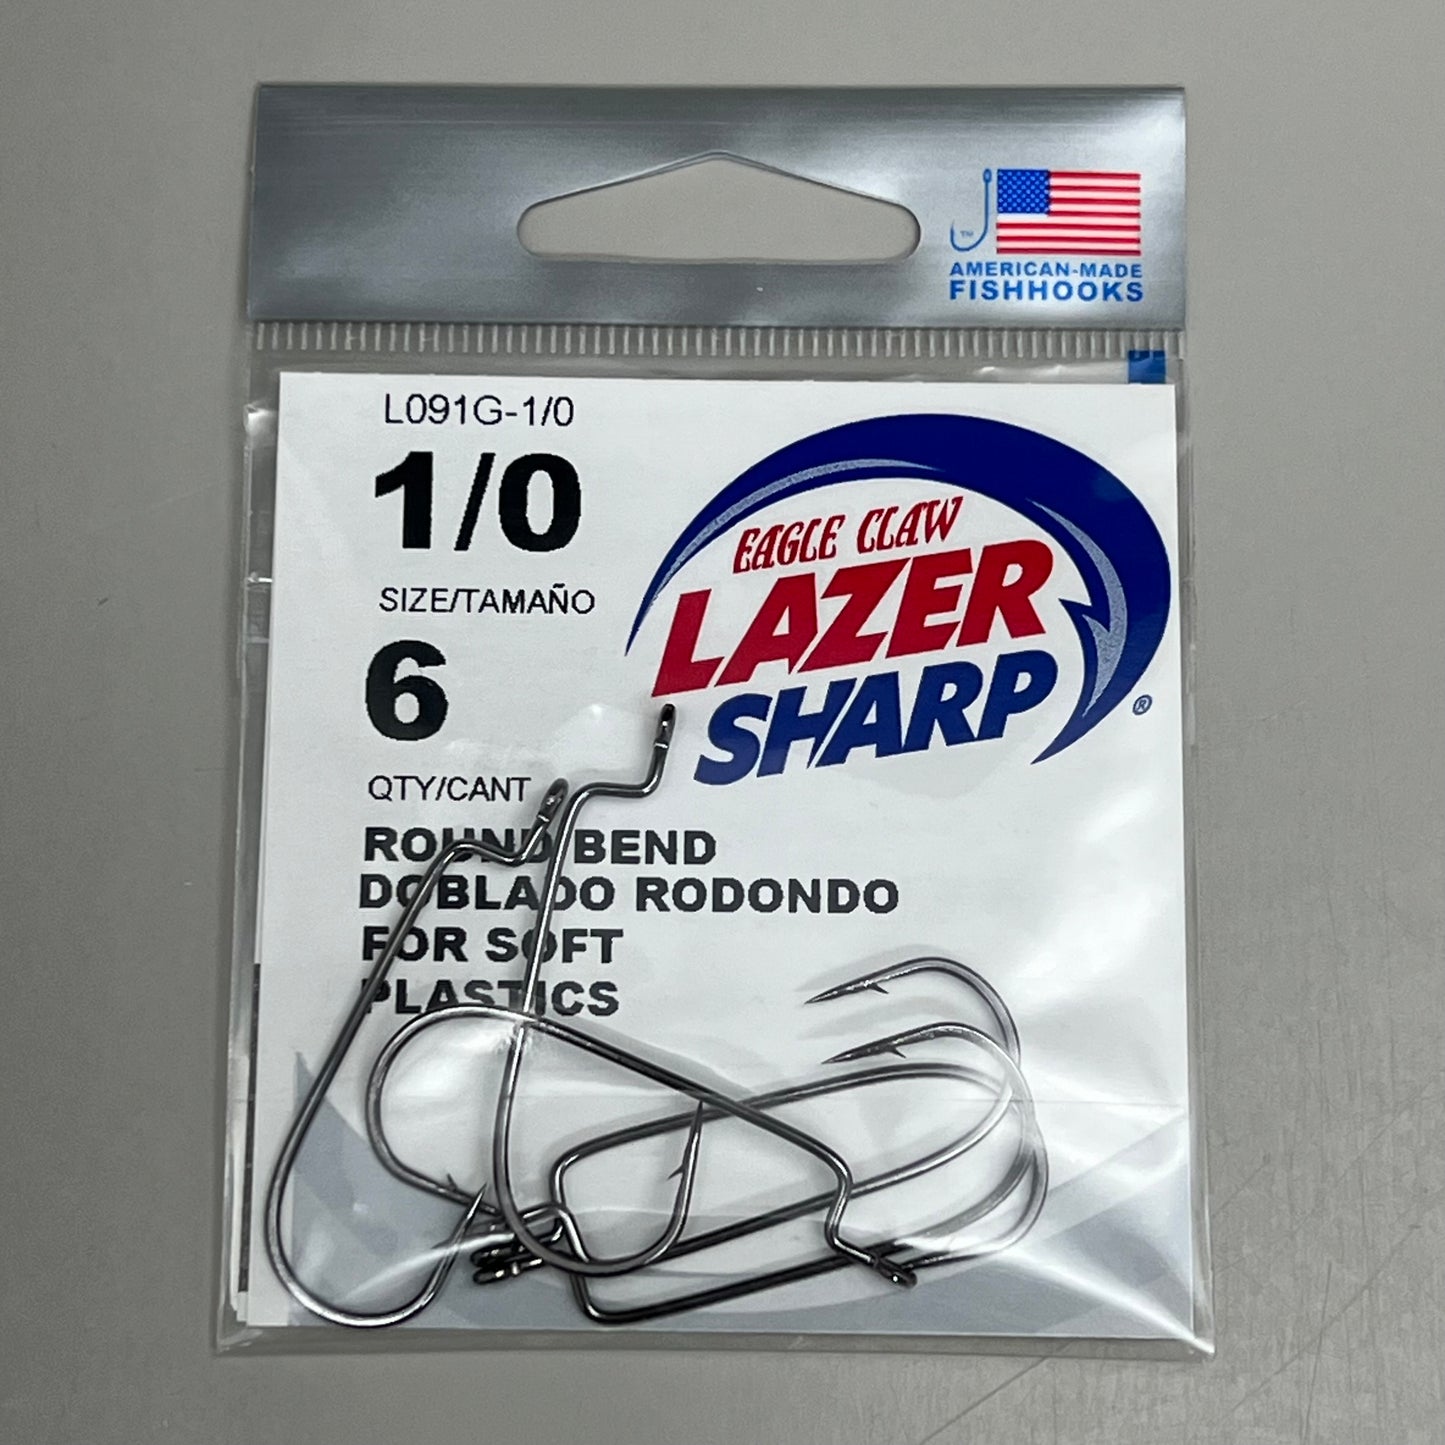 ™
AMERICAN-MADE
FISHHOOKS
L091G-1/0
1/0
SIZE/TAMAÑO
6
QTY/CANT
ROUND BEND
DOBLADO RODONDO
FOR SOFT
PLASTICS
EAGLE CLAW
LAZER
SHARP
®